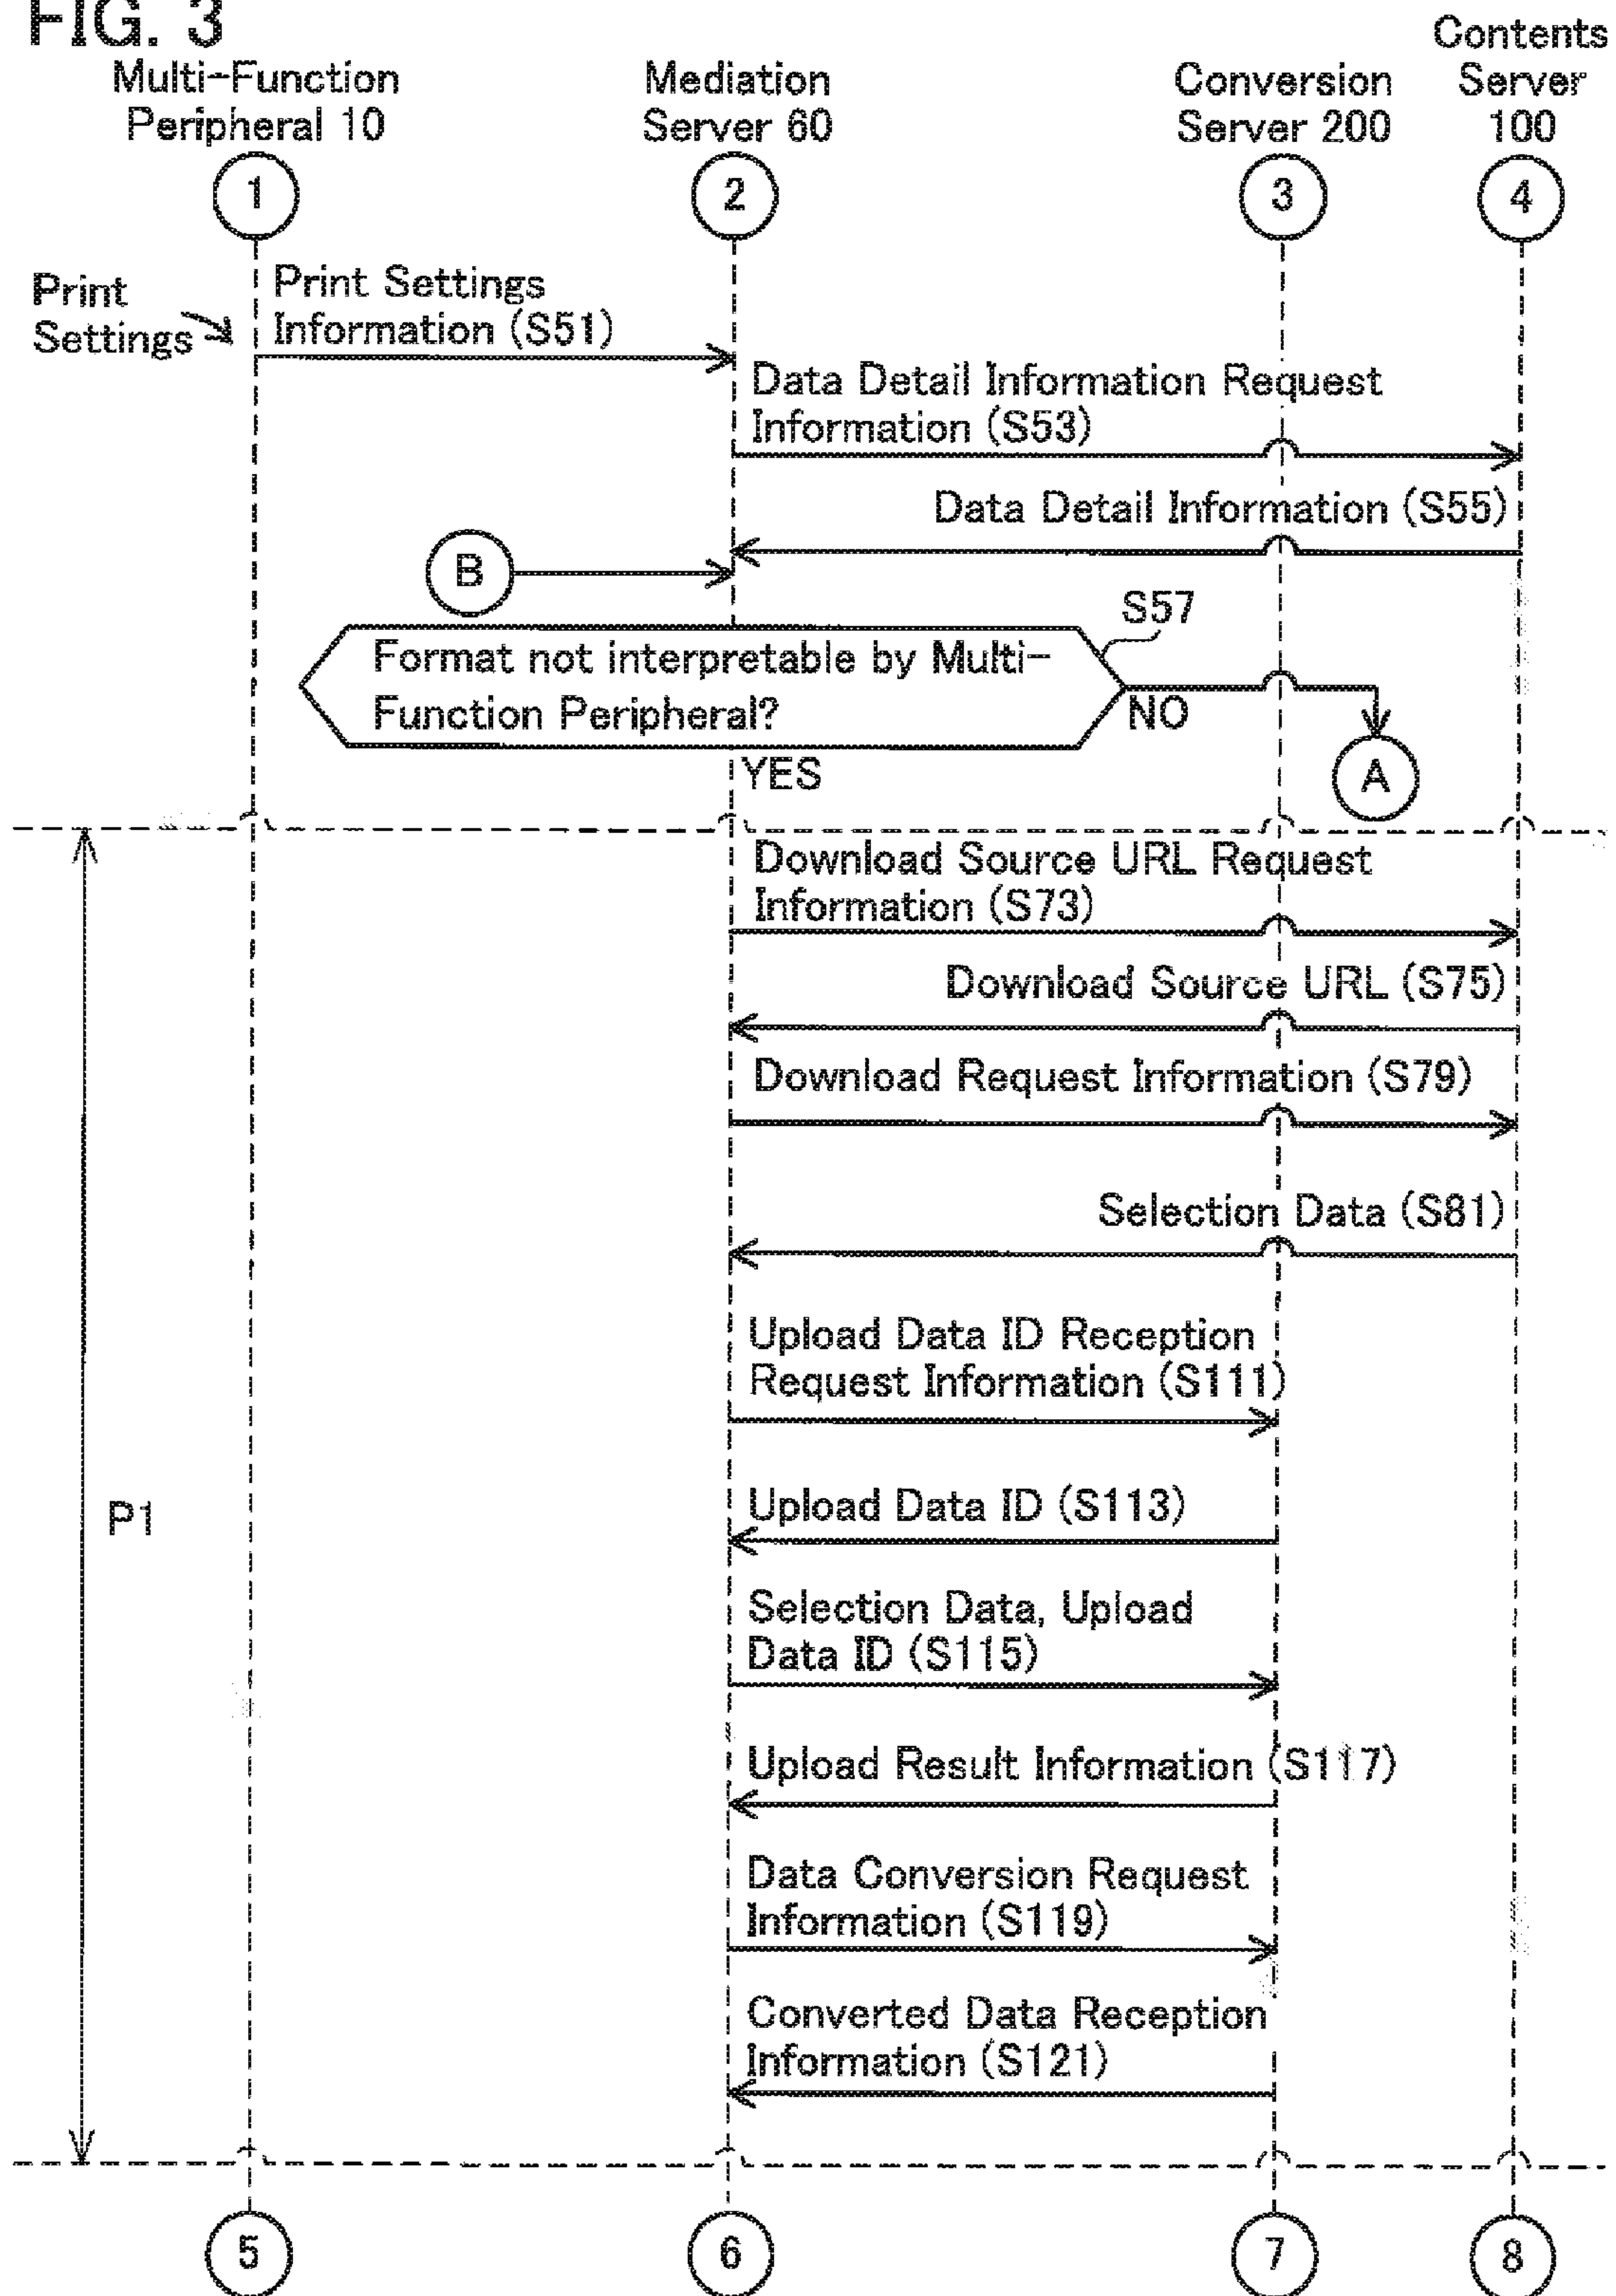 FIG. 3
Multi-Function
Peripheral 10
Mediation
Server 60
Conversion
Server 200
Contents
Server
100
1
2
3
4
Print
Settings
Print Settings
Information (S51)
Data Detail Information Request
Information (S53)
Data Detail Information (S55)
B
S57
Format not interpretable by Multi-
Function Peripheral?
NO
A
YES
Download Source URL Request
Information (S73)
Download Source URL (S75)
Download Request Information (S79)
Selection Data (S81)
Upload Data ID Reception
Request Information (S111)
P1
Upload Data ID (S113)
Selection Data, Upload
Data ID (S115)
Upload Result Information (S117)
Data Conversion Request
Information (S119)
Converted Data Reception
Information (S121)
5
6
7
8